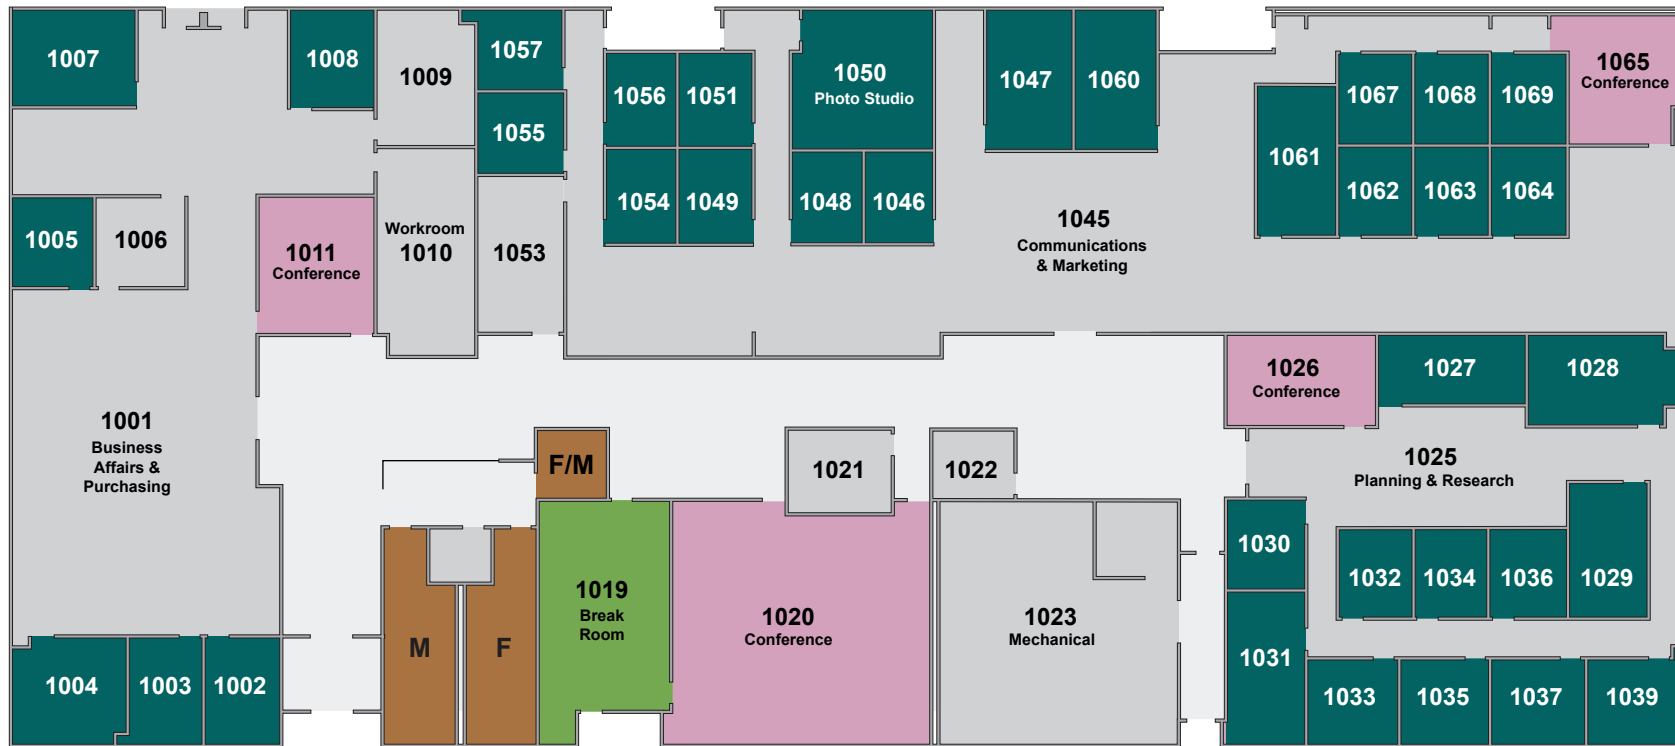 1007
1008
1009
1057
1055
1056
1051
1054
1049
1050
Photo Studio
1048
1046
1047
1060
1045
Communications
& Marketing
1061
1067
1068
1069
1062
1063
1064
1065
Conference
1005
1006
1011
Conference
Workroom
1010
1053
1001
Business
Affairs &
Purchasing
1026
Conference
1027
1028
F/M
1021
1022
1025
Planning & Research
1030
1032
1034
1036
1029
1019
Break
Room
1020
Conference
1023
Mechanical
M
F
1031
1004
1003
1002
1033
1035
1037
1039